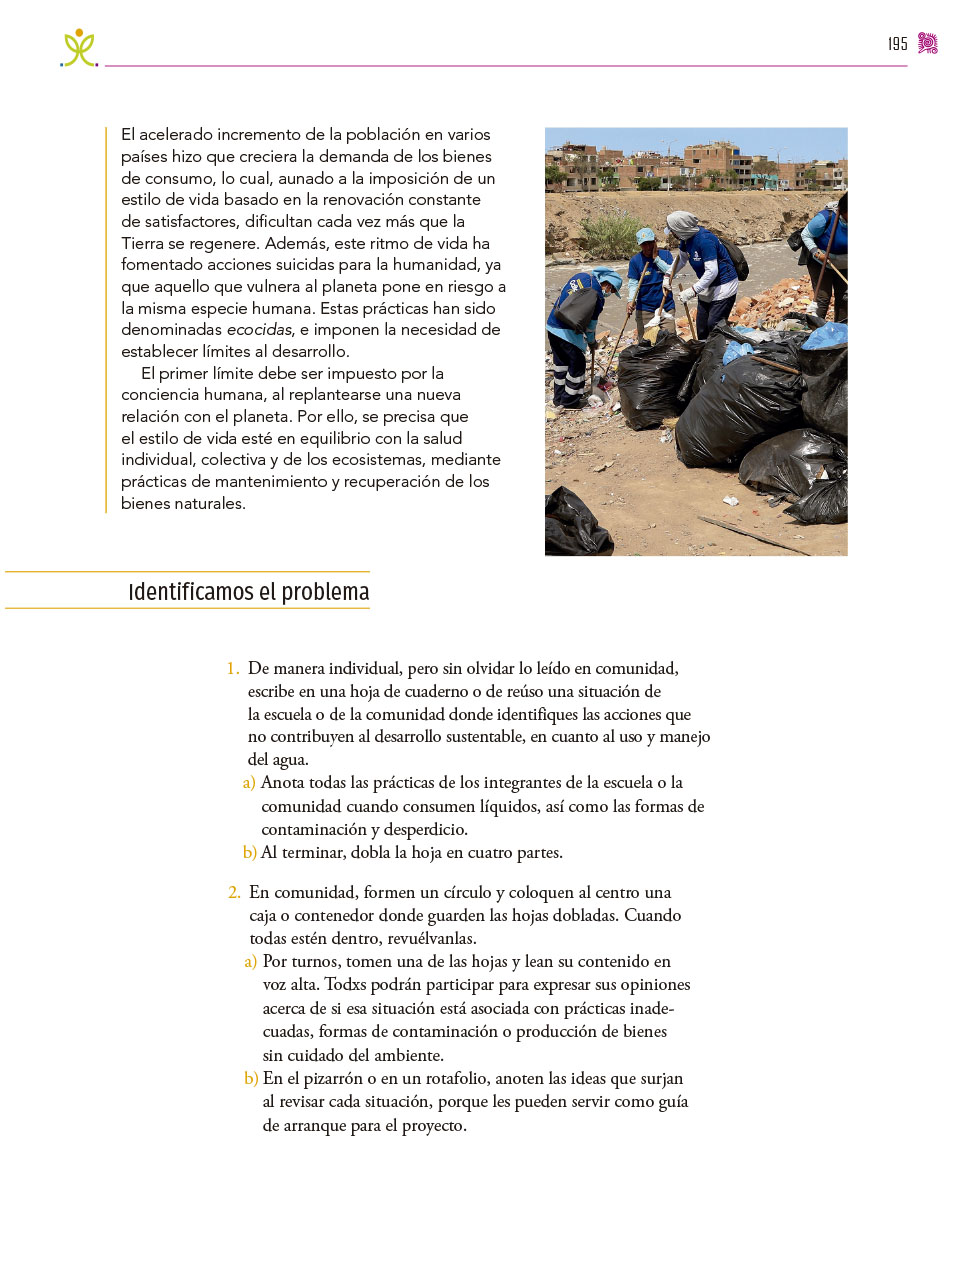 195
El acelerado incremento de la población en varios
países hizo que creciera la demanda de los bienes
de consumo, lo cual, aunado a la imposición de un
estilo de vida basado en la renovación constante
de satisfactores, dificultan cada vez más que la
Tierra se regenere. Además, este ritmo de vida ha
fomentado acciones suicidas para la humanidad, ya
que aquello que vulnera al planeta pone en riesgo a
la misma especie humana. Estas prácticas han sido
denominadas ecocidas, e imponen la necesidad de
establecer límites al desarrollo.
El primer límite debe ser impuesto por la
conciencia humana, al replantearse una nueva
relación con el planeta. Por ello, se precisa que
el estilo de vida esté en equilibrio con la salud
individual, colectiva y de los ecosistemas, mediante
prácticas de mantenimiento y recuperación de los
bienes naturales.
Identificamos el problema
1. De manera individual, pero sin olvidar lo leído en comunidad,
escribe en una hoja de cuaderno o de reúso una situación de
la escuela o de la comunidad donde identifiques las acciones que
no contribuyen al desarrollo sustentable, en cuanto al uso y manejo
del agua.
a) Anota todas las prácticas de los integrantes de la escuela o la
comunidad cuando consumen líquidos, así como las formas de
contaminación y desperdicio.
b) Al terminar, dobla la hoja en cuatro partes.
2. En comunidad, formen un círculo y coloquen al centro una
caja o contenedor donde guarden las hojas dobladas. Cuando
todas estén dentro, revuélvanlas.
a) Por turnos, tomen una de las hojas y lean su contenido en
voz alta. Todxs podrán participar para expresar sus opiniones
acerca de si esa situación está asociada con prácticas inade-
cuadas, formas de contaminación o producción de bienes
sin cuidado del ambiente.
b) En el pizarrón o en un rotafolio, anoten las ideas que surjan
al revisar cada situación, porque les pueden servir como guía
de arranque para el proyecto.